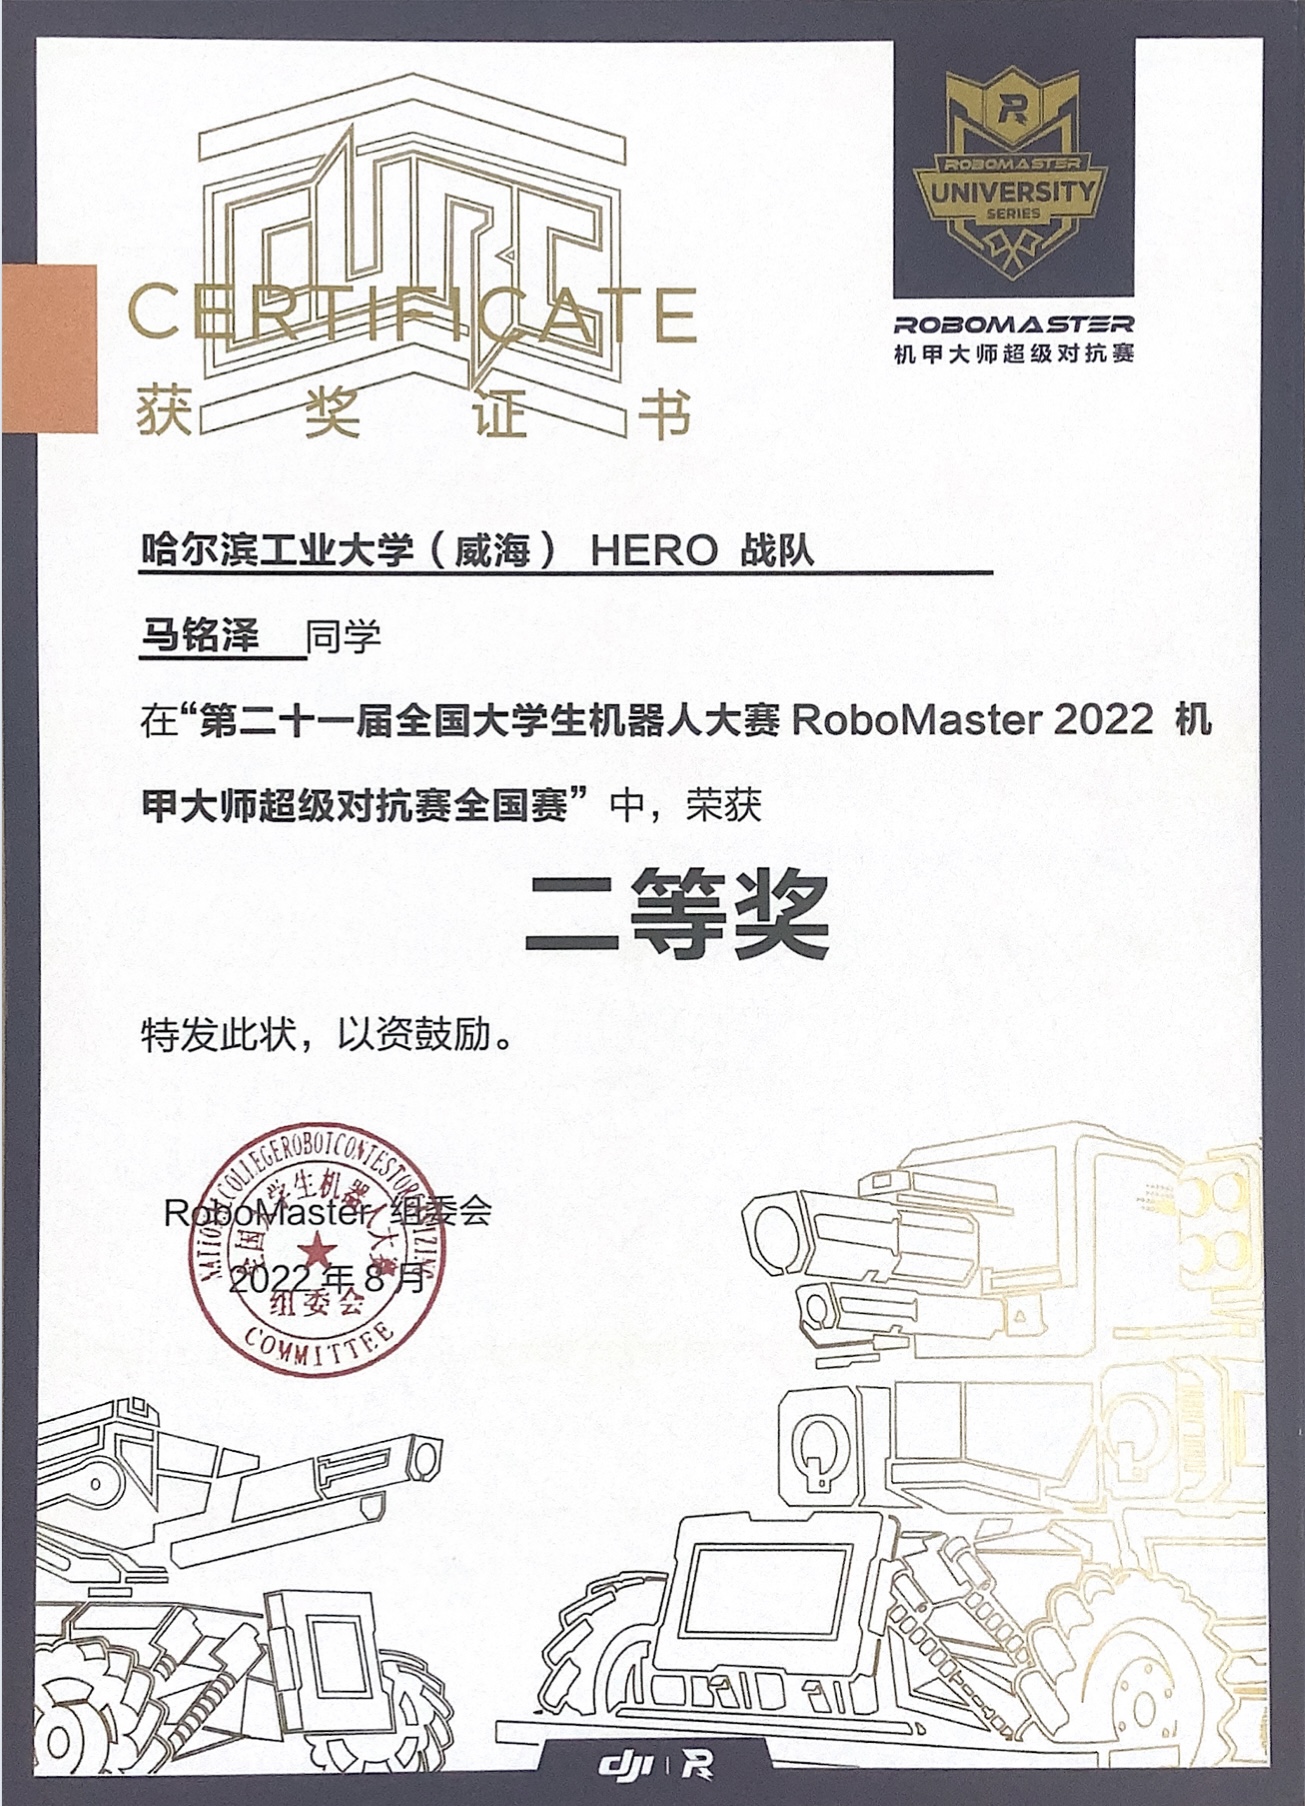 CURC
CERTIFICATE
获奖证书
R
ROBOMASTER
UNIVERSITY
SERIES
ROBOMASTER
机甲大师超级对抗赛
哈尔滨工业大学（威海） HERO 战队
马铭泽 同学
在“第二十一届全国大学生机器人大赛 RoboMaster 2022 机
甲大师超级对抗赛全国赛”中，荣获
二等奖
特发此状，以资鼓励。
RoboMaster 组委会
2022 年 8 月
NATIONALCOLLEGEROBOTCONTESTORGANIZING
COMMITTEE
全国大学生机器人大赛
组委会
dji R